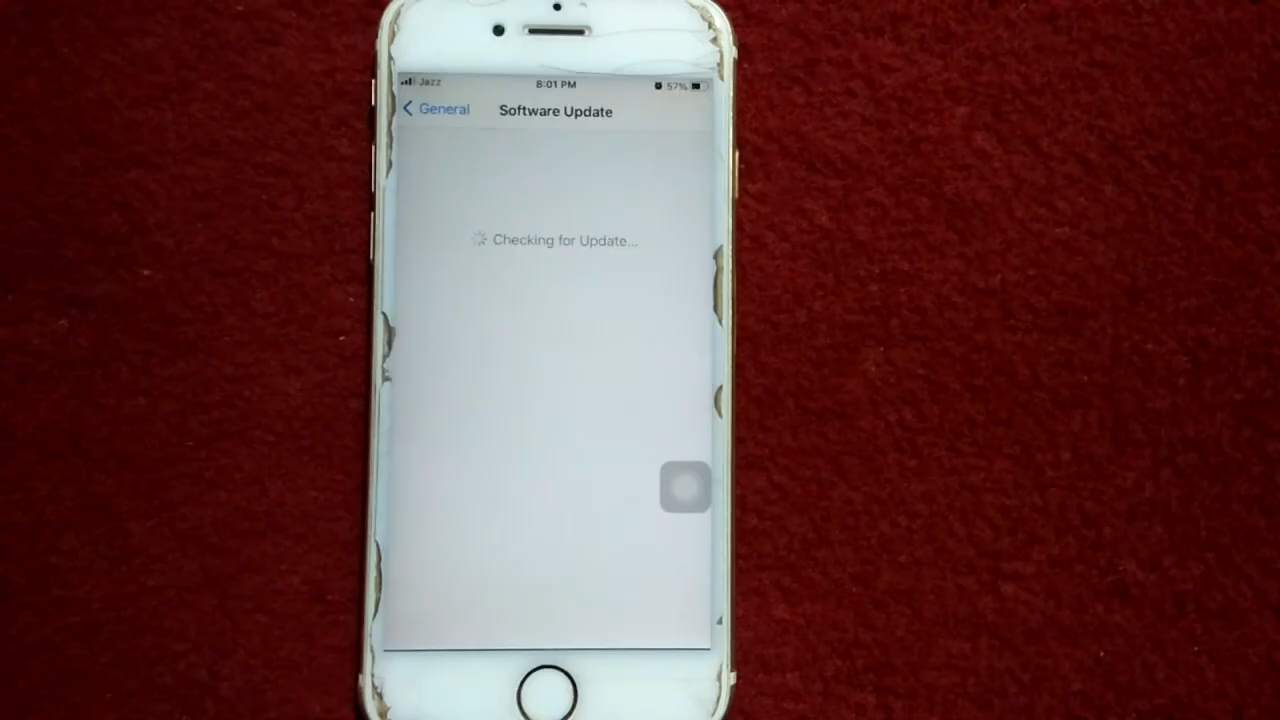 Jazz 8:01 PM 57%
General Software Update
Checking for Update...